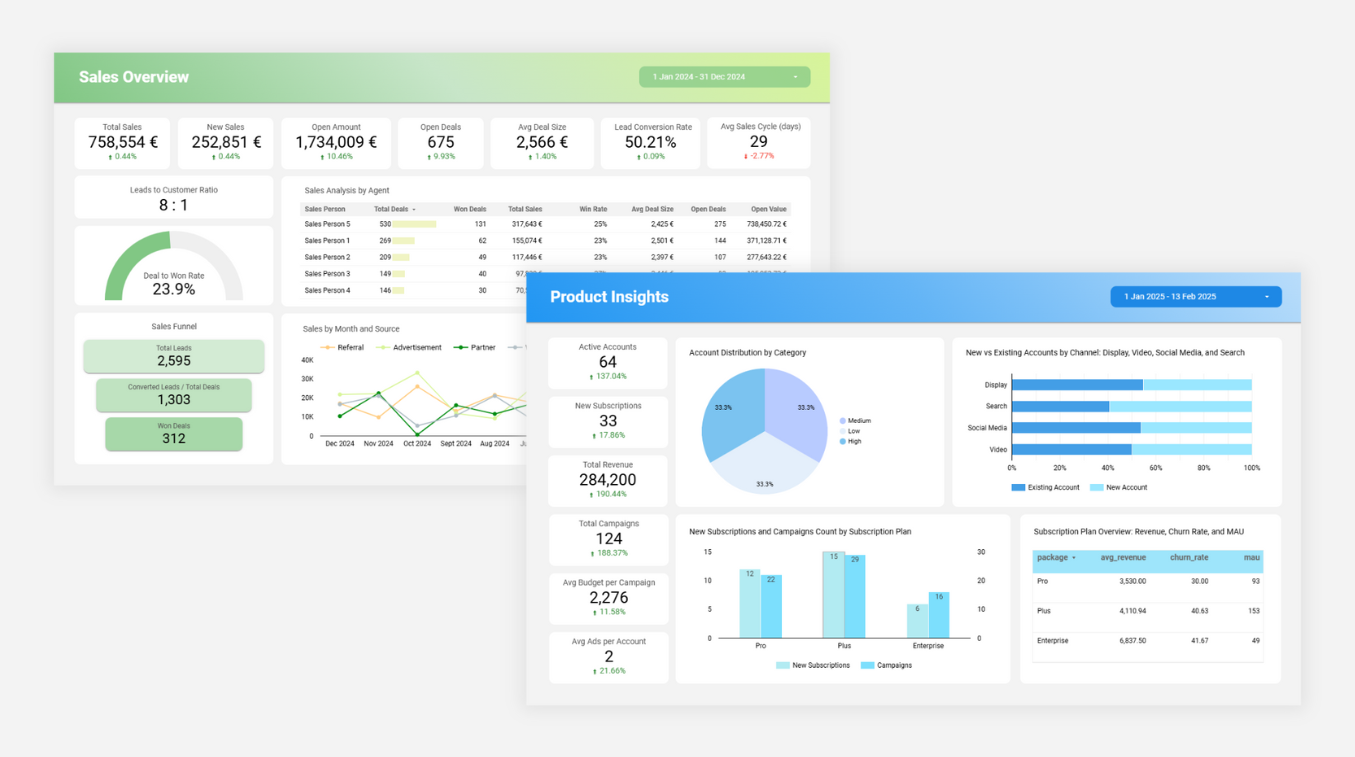 Sales Overview
1 Jan 2024 - 31 Dec 2024
Total Sales
758,554 €
0.44%
New Sales
252,851 €
0.44%
Open Amount
1,734,009 €
10.46%
Open Deals
675
9.93%
Avg Deal Size
2,566 €
1.40%
Lead Conversion Rate
50.21%
0.09%
Avg Sales Cycle (days)
29
-2.77%
Leads to Customer Ratio
8 : 1
Deal to Won Rate
23.9%
Sales Funnel
Total Leads
2,595
Converted Leads / Total Deals
1,303
Won Deals
312
Sales Analysis by Agent
Sales Person Total Deals Won Deals Total Sales Win Rate Avg Deal Size Open Deals Open Value
Sales Person 5 530 131 317,643 € 25% 2,425 € 275 738,450.72 €
Sales Person 1 269 62 155,074 € 23% 2,501 € 144 371,128.71 €
Sales Person 2 209 49 117,446 € 23% 2,397 € 107 277,643.22 €
Sales Person 3 149 40
Sales Person 4 146 30
Sales by Month and Source
Referral Advertisement Partner
40K
30K
20K
10K
0
Dec 2024 Nov 2024 Oct 2024 Sept 2024 Aug 2024
Product Insights
1 Jan 2025 - 13 Feb 2025
Active Accounts
64
137.04%
New Subscriptions
33
17.86%
Total Revenue
284,200
190.44%
Total Campaigns
124
188.37%
Avg Budget per Campaign
2,276
11.58%
Avg Ads per Account
2
21.66%
Account Distribution by Category
33.3%
33.3%
33.3%
Medium
Low
High
New vs Existing Accounts by Channel: Display, Video, Social Media, and Search
Display
Search
Social Media
Video
0% 20% 40% 60% 80% 100%
Existing Account New Account
New Subscriptions and Campaigns Count by Subscription Plan
15
10
5
0
12 22
15 29
6 16
30
20
10
0
Pro Plus Enterprise
New Subscriptions Campaigns
Subscription Plan Overview: Revenue, Churn Rate, and MAU
package avg_revenue churn_rate mau
Pro 3,530.00 30.00 93
Plus 4,110.94 40.63 153
Enterprise 6,837.50 41.67 49